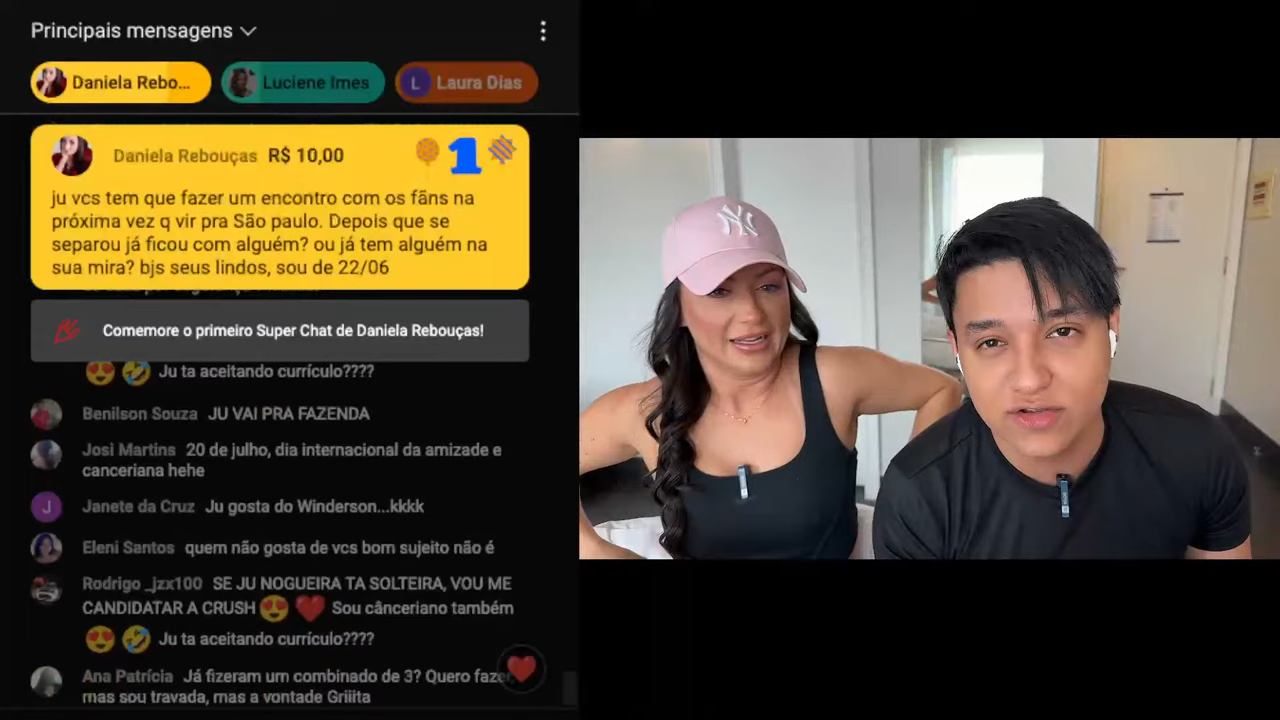 Principais mensagens
Daniela Rebo...
Luciene Imes
L
Laura Dias
Daniela Rebouças R$ 10,00
1
ju vcs tem que fazer um encontro com os fãns na
próxima vez q vir pra São paulo. Depois que se
separou já ficou com alguém? ou já tem alguém na
sua mira? bjs seus lindos, sou de 22/06
Comemore o primeiro Super Chat de Daniela Rebouças!
😍 🤣 Ju ta aceitando currículo????
Benilson Souza JU VAI PRA FAZENDA
Josi Martins 20 de julho, dia internacional da amizade e
canceriana hehe
J
Janete da Cruz Ju gosta do Winderson...kkkk
Eleni Santos quem não gosta de vcs bom sujeito não é
Rodrigo _jzx100 SE JU NOGUEIRA TA SOLTEIRA, VOU ME
CANDIDATAR A CRUSH 😍 ❤️ Sou cânceriano também
😍 🤣 Ju ta aceitando currículo????
Ana Patrícia Já fizeram um combinado de 3? Quero fazer,
mas sou travada, mas a vontade Griiita
NY